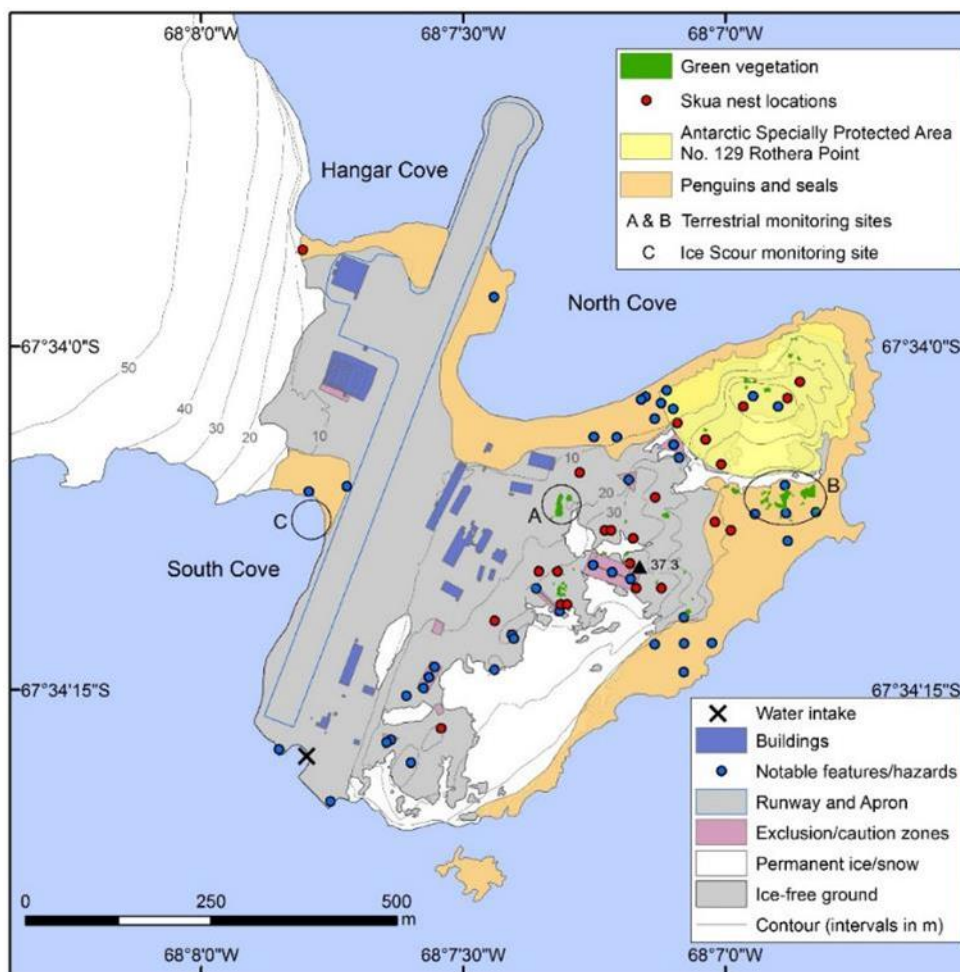 68°8'0"W
68°7'30"W
68°7'0"W
Green vegetation
Skua nest locations
Antarctic Specially Protected Area
No. 129 Rothera Point
Penguins and seals
A & B Terrestrial monitoring sites
C Ice Scour monitoring site
Hangar Cove
North Cove
67°34'0"S
67°34'0"S
50
40
30
20
10
10
20
30
A
B
C
37.3
South Cove
67°34'15"S
67°34'15"S
Water intake
Buildings
Notable features/hazards
Runway and Apron
Exclusion/caution zones
Permanent ice/snow
Ice-free ground
Contour (intervals in m)
0
250
500
m
68°8'0"W
68°7'30"W
68°7'0"W